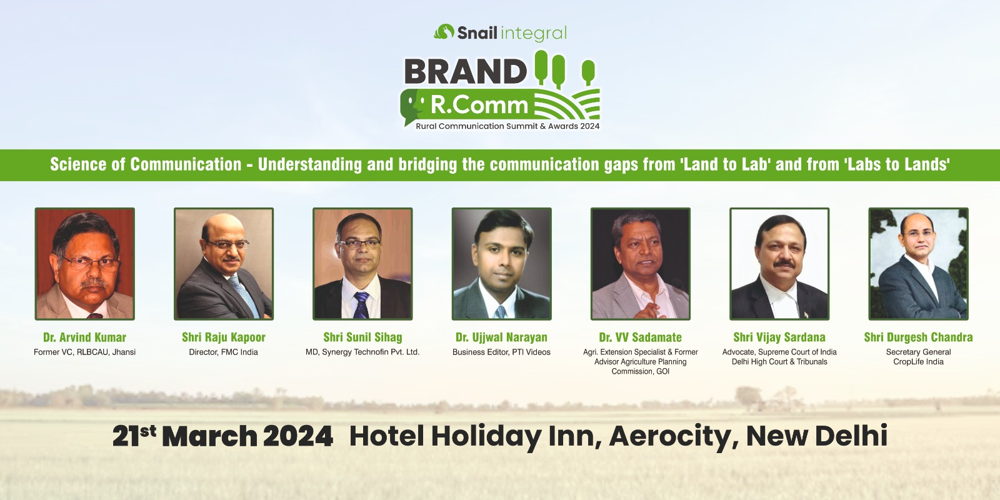 Snail integral
BRAND
R.Comm
Rural Communication Summit & Awards 2024
Science of Communication - Understanding and bridging the communication gaps from 'Land to Lab' and from 'Labs to Lands'
Dr. Arvind Kumar
Former VC, RLBCAU, Jhansi
Shri Raju Kapoor
Director, FMC India
Shri Sunil Sihag
MD, Synergy Technofin Pvt. Ltd.
Dr. Ujjwal Narayan
Business Editor, PTI Videos
Dr. VV Sadamate
Agri. Extension Specialist & Former
Advisor Agriculture Planning
Commission, GOI
Shri Vijay Sardana
Advocate, Supreme Court of India
Delhi High Court & Tribunals
Shri Durgesh Chandra
Secretary General
CropLife India
21st March 2024 Hotel Holiday Inn, Aerocity, New Delhi